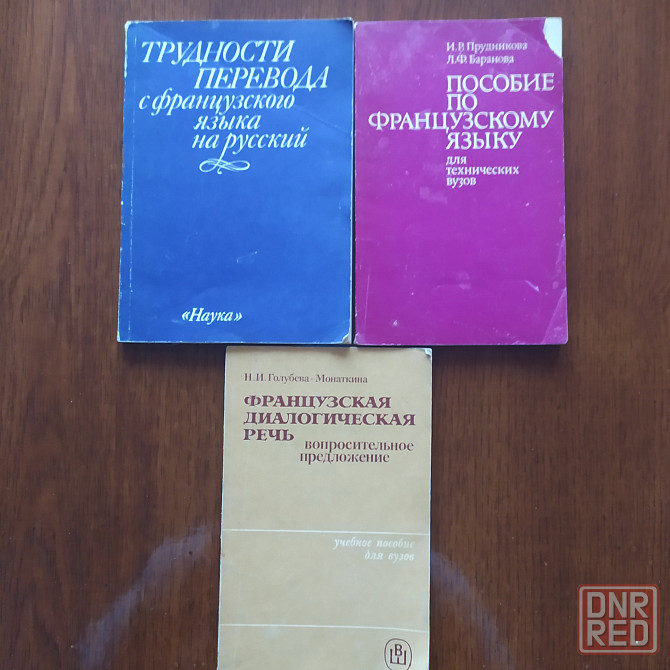 ТРУДНОСТИ
ПЕРЕВОДА
с французского
языка
на русский
«Наука»
И.Р. Прудникова
Л.Ф. Баранова
ПОСОБИЕ
ПО
ФРАНЦУЗСКОМУ
ЯЗЫКУ
для
технических
вузов
Н.И. Голубева-Монаткина
ФРАНЦУЗСКАЯ
ДИАЛОГИЧЕСКАЯ
РЕЧЬ
вопросительное
предложение
учебное пособие
для вузов
ВШ
DNR
RED